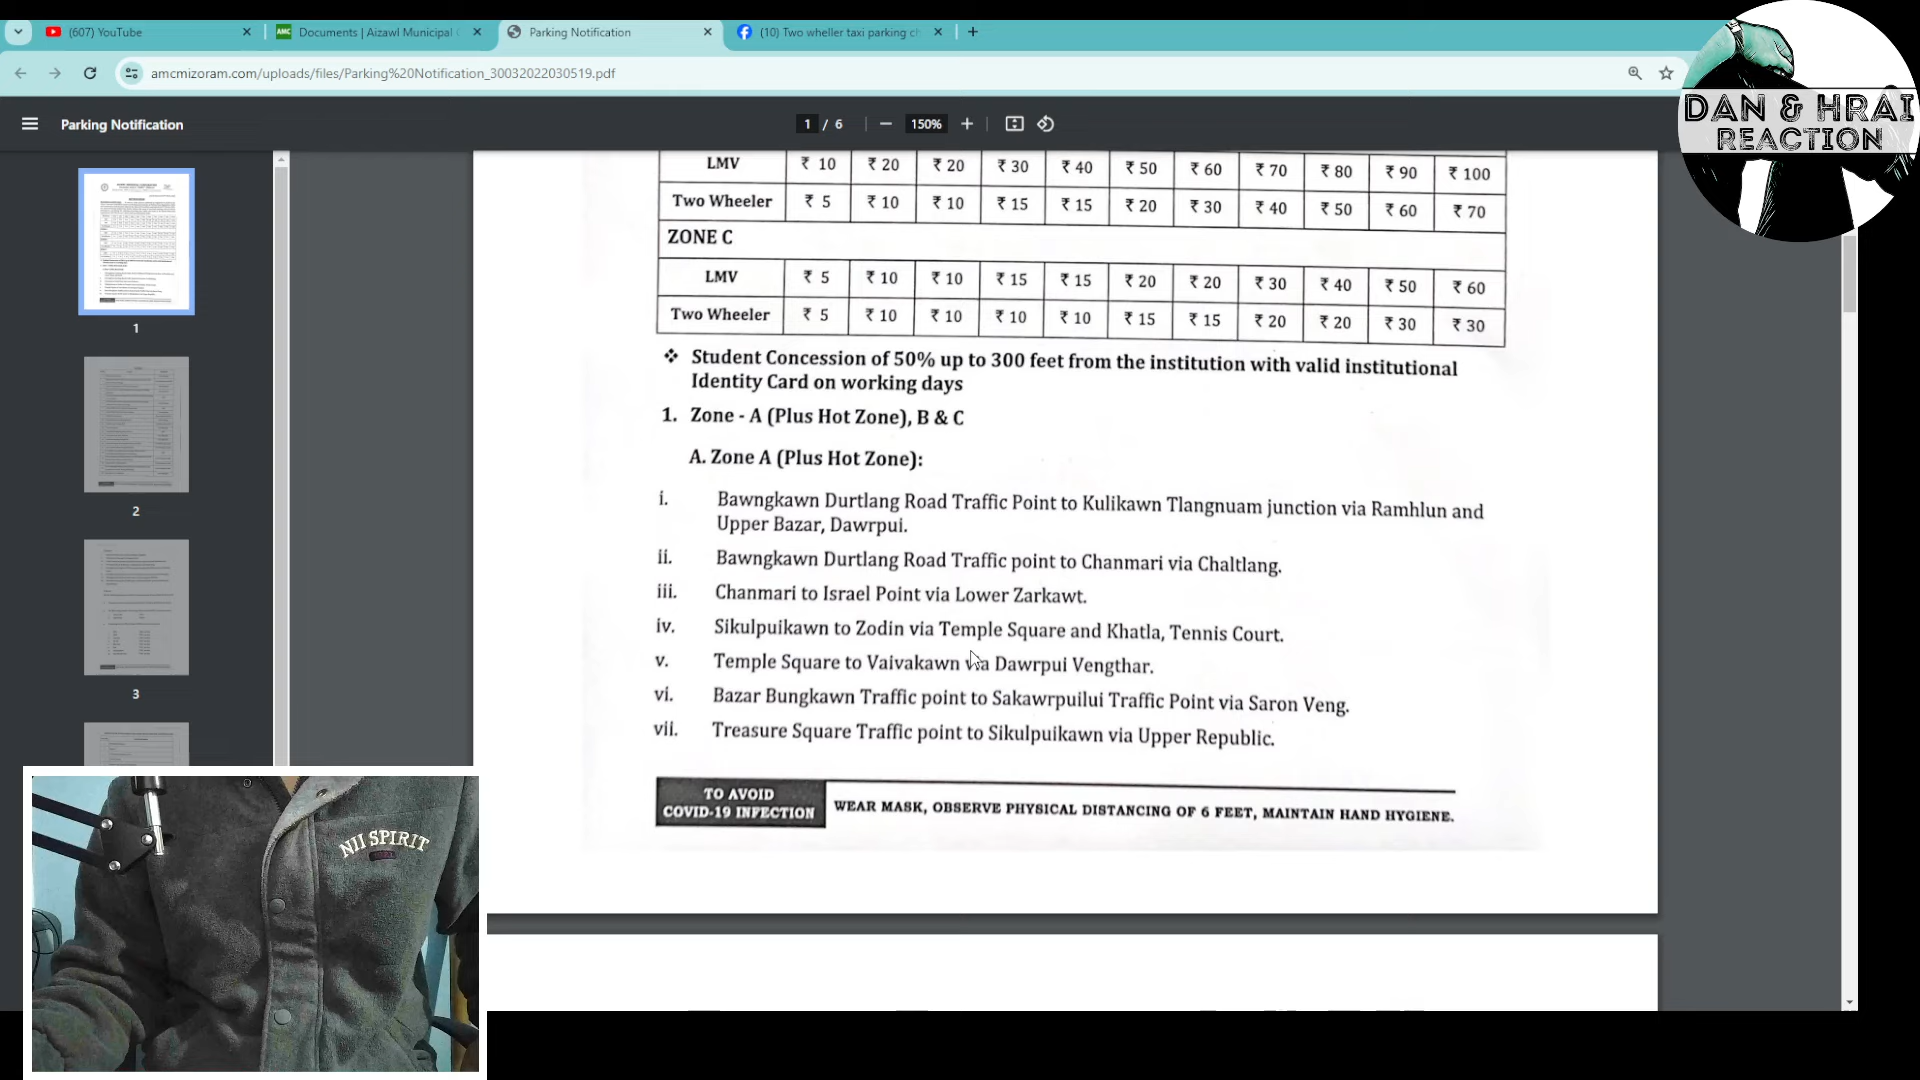 (607) YouTube
AMC Documents | Aizawl Municipal C
Parking Notification
(10) Two wheller taxi parking ch
amcmizoram.com/uploads/files/Parking%20Notification_30032022030519.pdf
DAN & HRAI
REACTION
Parking Notification
1 / 6
150%
LMV ₹ 10 ₹ 20 ₹ 20 ₹ 30 ₹ 40 ₹ 50 ₹ 60 ₹ 70 ₹ 80 ₹ 90 ₹ 100
Two Wheeler ₹ 5 ₹ 10 ₹ 10 ₹ 15 ₹ 15 ₹ 20 ₹ 30 ₹ 40 ₹ 50 ₹ 60 ₹ 70
ZONE C
LMV ₹ 5 ₹ 10 ₹ 10 ₹ 15 ₹ 15 ₹ 20 ₹ 20 ₹ 30 ₹ 40 ₹ 50 ₹ 60
Two Wheeler ₹ 5 ₹ 10 ₹ 10 ₹ 10 ₹ 10 ₹ 15 ₹ 15 ₹ 20 ₹ 20 ₹ 30 ₹ 30
❖ Student Concession of 50% up to 300 feet from the institution with valid institutional
Identity Card on working days
1. Zone - A (Plus Hot Zone), B & C
A. Zone A (Plus Hot Zone):
i. Bawngkawn Durtlang Road Traffic Point to Kulikawn Tlangnuam junction via Ramhlun and
Upper Bazar, Dawrpui.
ii. Bawngkawn Durtlang Road Traffic point to Chanmari via Chaltlang.
iii. Chanmari to Israel Point via Lower Zarkawt.
iv. Sikulpuikawn to Zodin via Temple Square and Khatla, Tennis Court.
v. Temple Square to Vaivakawn via Dawrpui Vengthar.
vi. Bazar Bungkawn Traffic point to Sakawrpuilui Traffic Point via Saron Veng.
vii. Treasure Square Traffic point to Sikulpuikawn via Upper Republic.
TO AVOID
COVID-19 INFECTION
WEAR MASK, OBSERVE PHYSICAL DISTANCING OF 6 FEET, MAINTAIN HAND HYGIENE.
1
2
3
NII SPIRIT